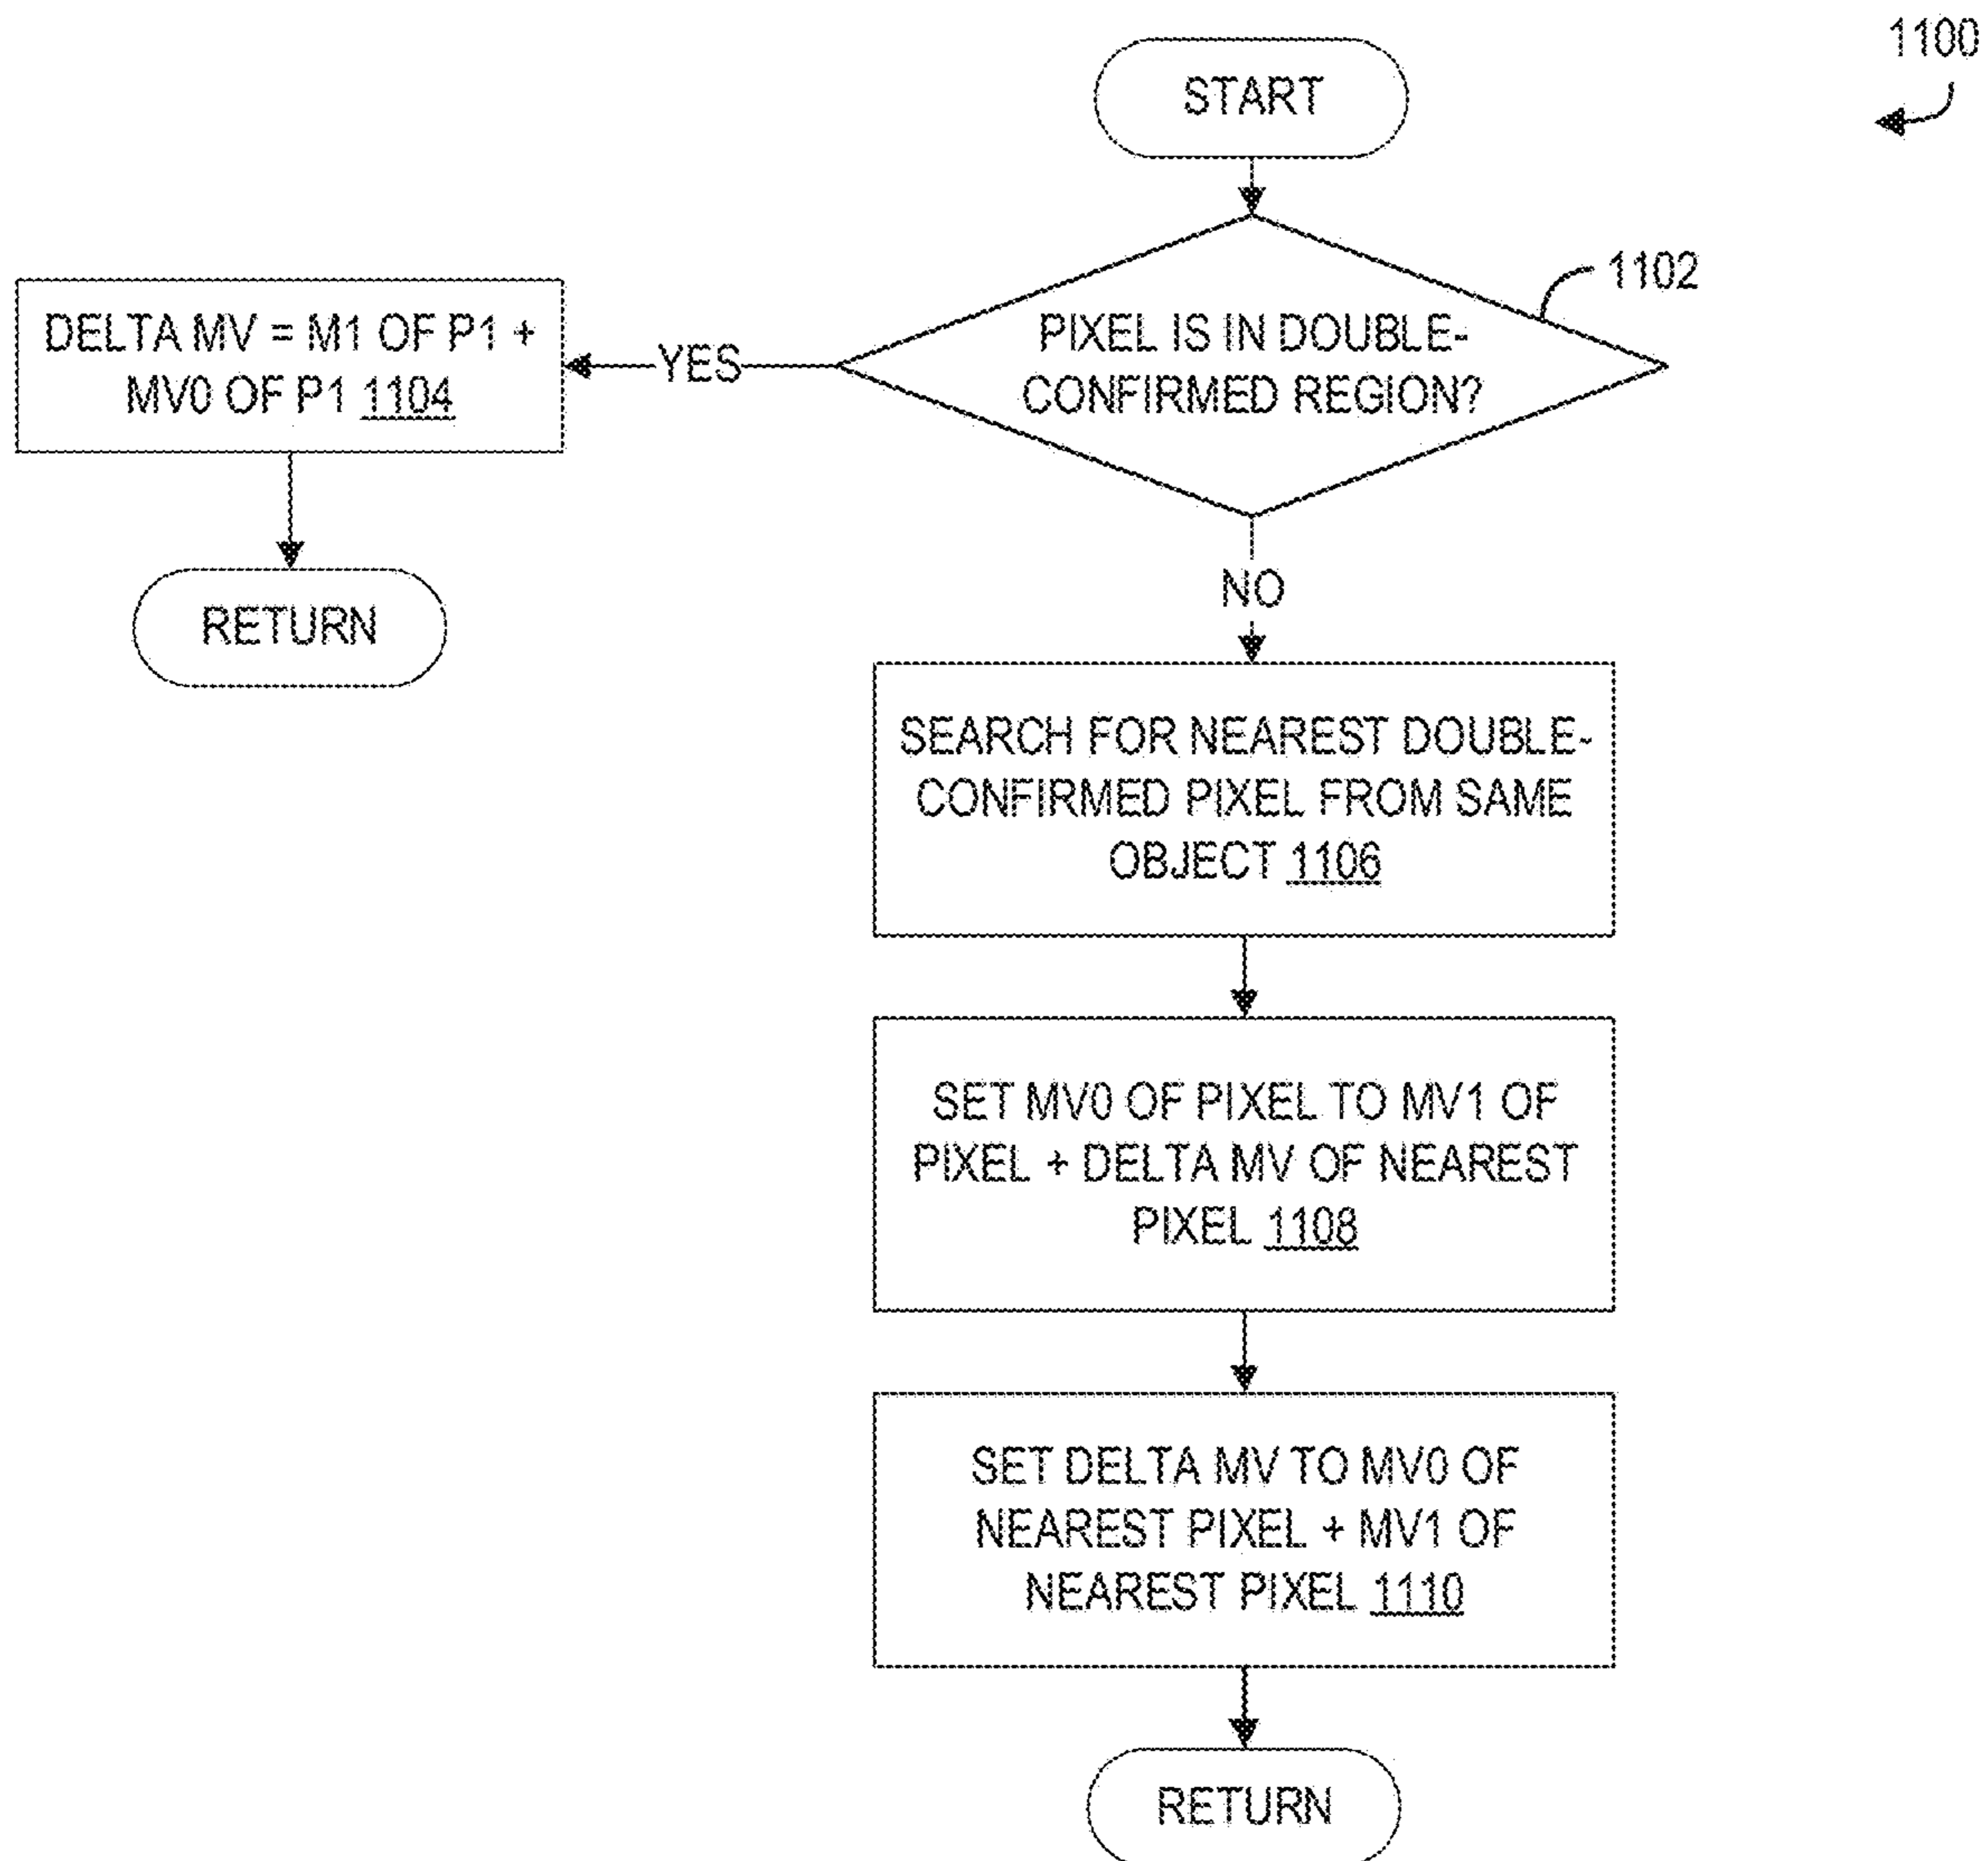 1100
START
1102
PIXEL IS IN DOUBLE-
CONFIRMED REGION?
YES
DELTA MV = M1 OF P1 +
MV0 OF P1 1104
RETURN
NO
SEARCH FOR NEAREST DOUBLE-
CONFIRMED PIXEL FROM SAME
OBJECT 1106
SET MV0 OF PIXEL TO MV1 OF
PIXEL + DELTA MV OF NEAREST
PIXEL 1108
SET DELTA MV TO MV0 OF
NEAREST PIXEL + MV1 OF
NEAREST PIXEL 1110
RETURN